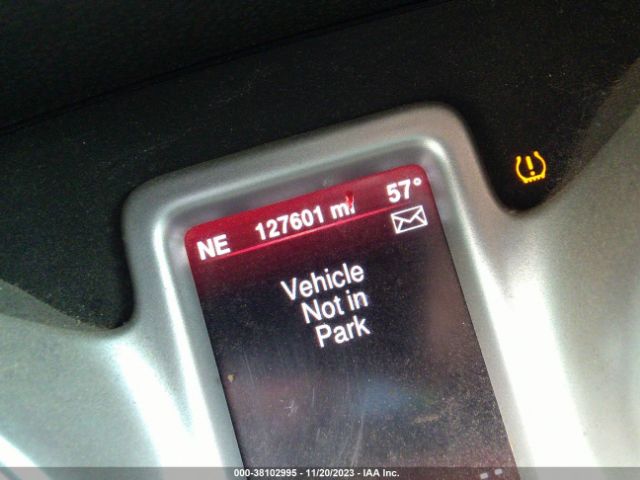 NE 127601 mi 57°
Vehicle
Not in
Park
000-38102995 - 11/20/2023 - IAA Inc.